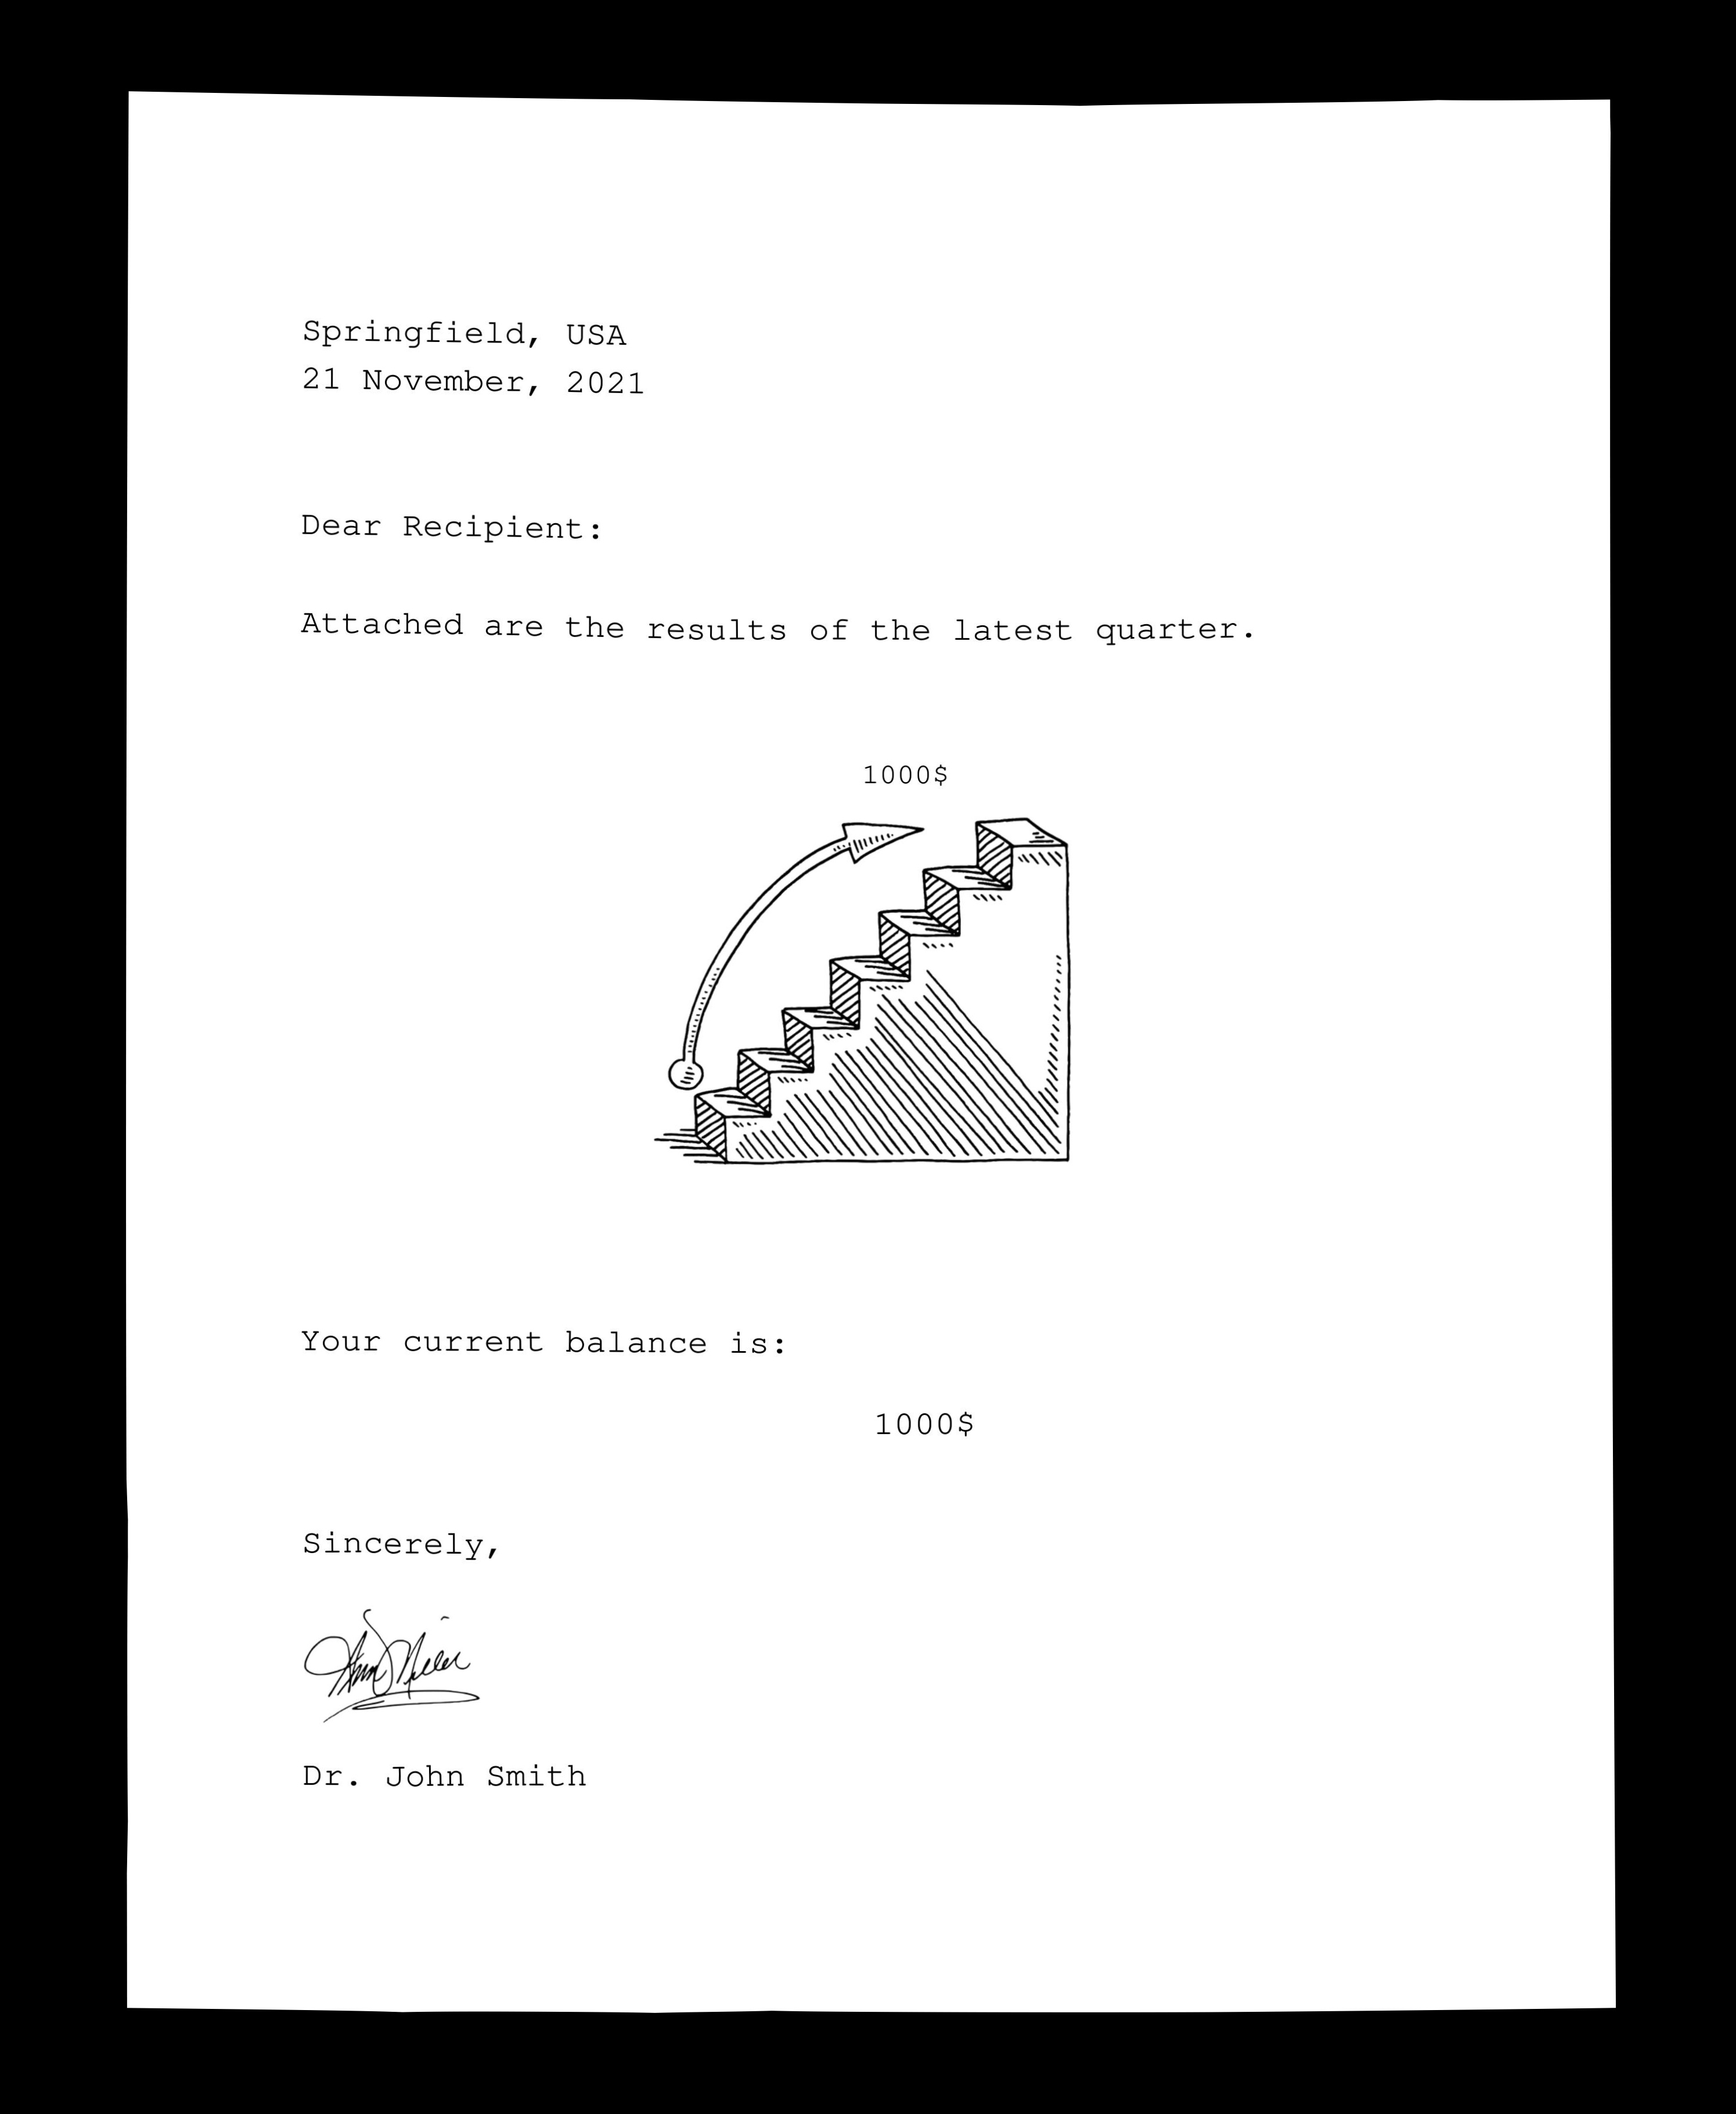 Springfield, USA
21 November, 2021
Dear Recipient:
Attached are the results of the latest quarter.
1000$
Your current balance is:
1000$
Sincerely,
Dr. John Smith